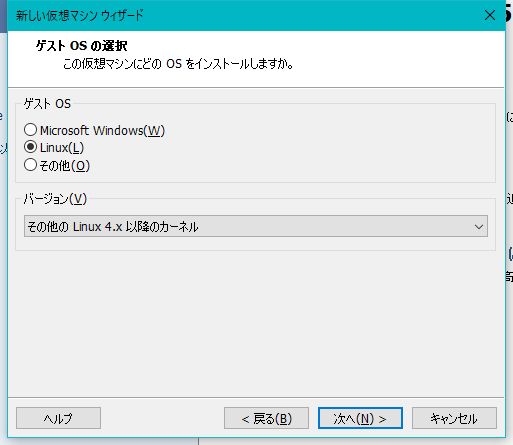 新しい仮想マシン ウィザード
ゲスト OS の選択
この仮想マシンにどの OS をインストールしますか。
ゲスト OS
Microsoft Windows(W)
Linux(L)
その他(O)
バージョン(V)
その他の Linux 4.x 以降のカーネル
ヘルプ
< 戻る(B)
次へ(N) >
キャンセル